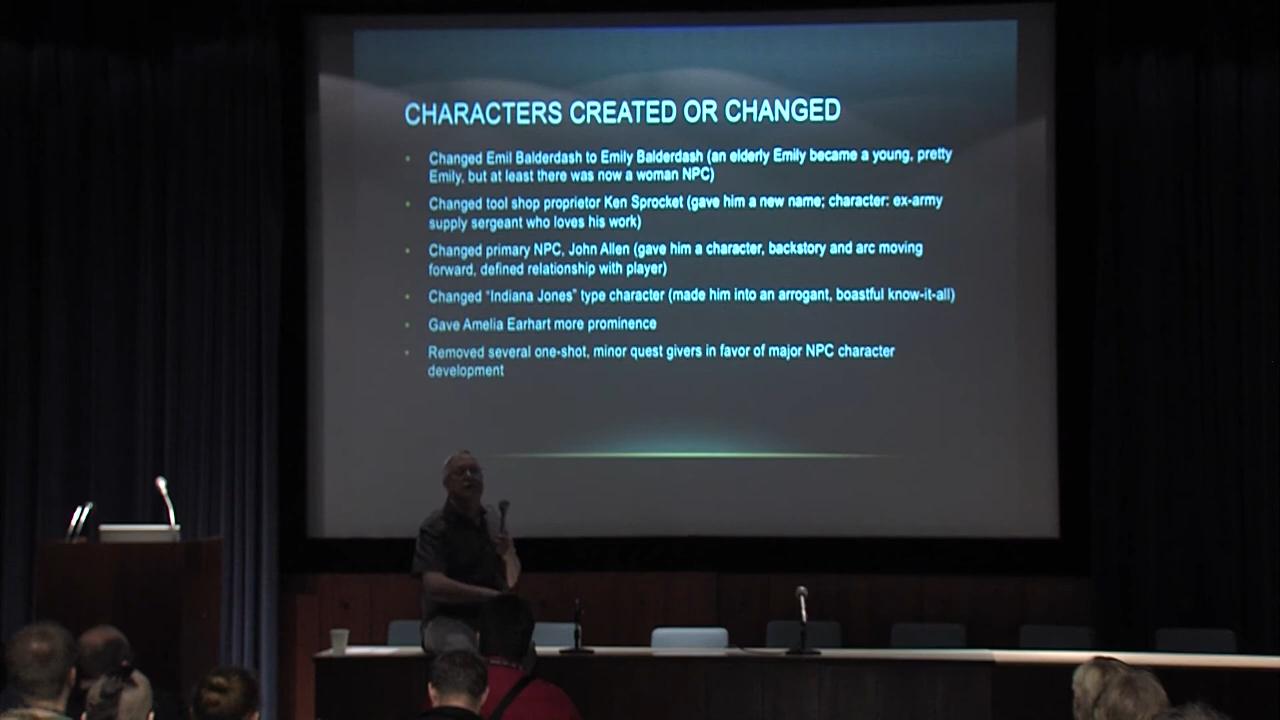 CHARACTERS CREATED OR CHANGED
• Changed Emil Balderdash to Emily Balderdash (an elderly Emily became a young, pretty
Emily, but at least there was now a woman NPC)
• Changed tool shop proprietor Ken Sprocket (gave him a new name; character: ex-army
supply sergeant who loves his work)
• Changed primary NPC, John Allen (gave him a character, backstory and arc moving
forward, defined relationship with player)
• Changed “Indiana Jones” type character (made him into an arrogant, boastful know-it-all)
• Gave Amelia Earhart more prominence
• Removed several one-shot, minor quest givers in favor of major NPC character
development